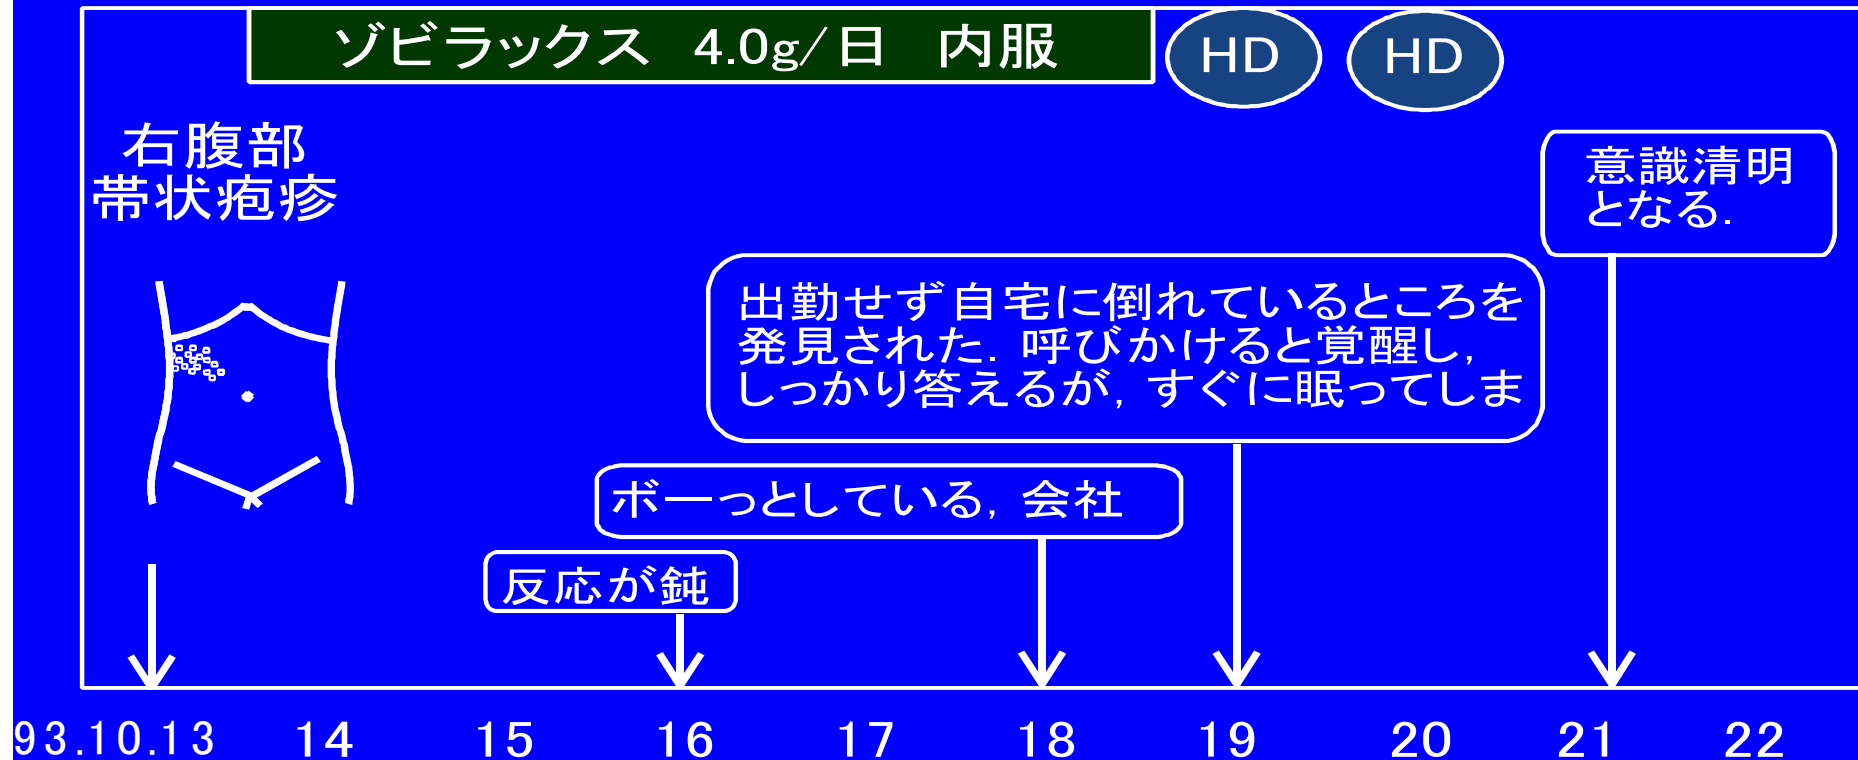 ゾビラックス 4.0g/日 内服
HD
HD
右腹部
帯状疱疹
意識清明
となる.
出勤せず自宅に倒れているところを
発見された. 呼びかけると覚醒し,
しっかり答えるが, すぐに眠ってしま
ボーっとしている, 会社
反応が鈍
93.10.13 14 15 16 17 18 19 20 21 22